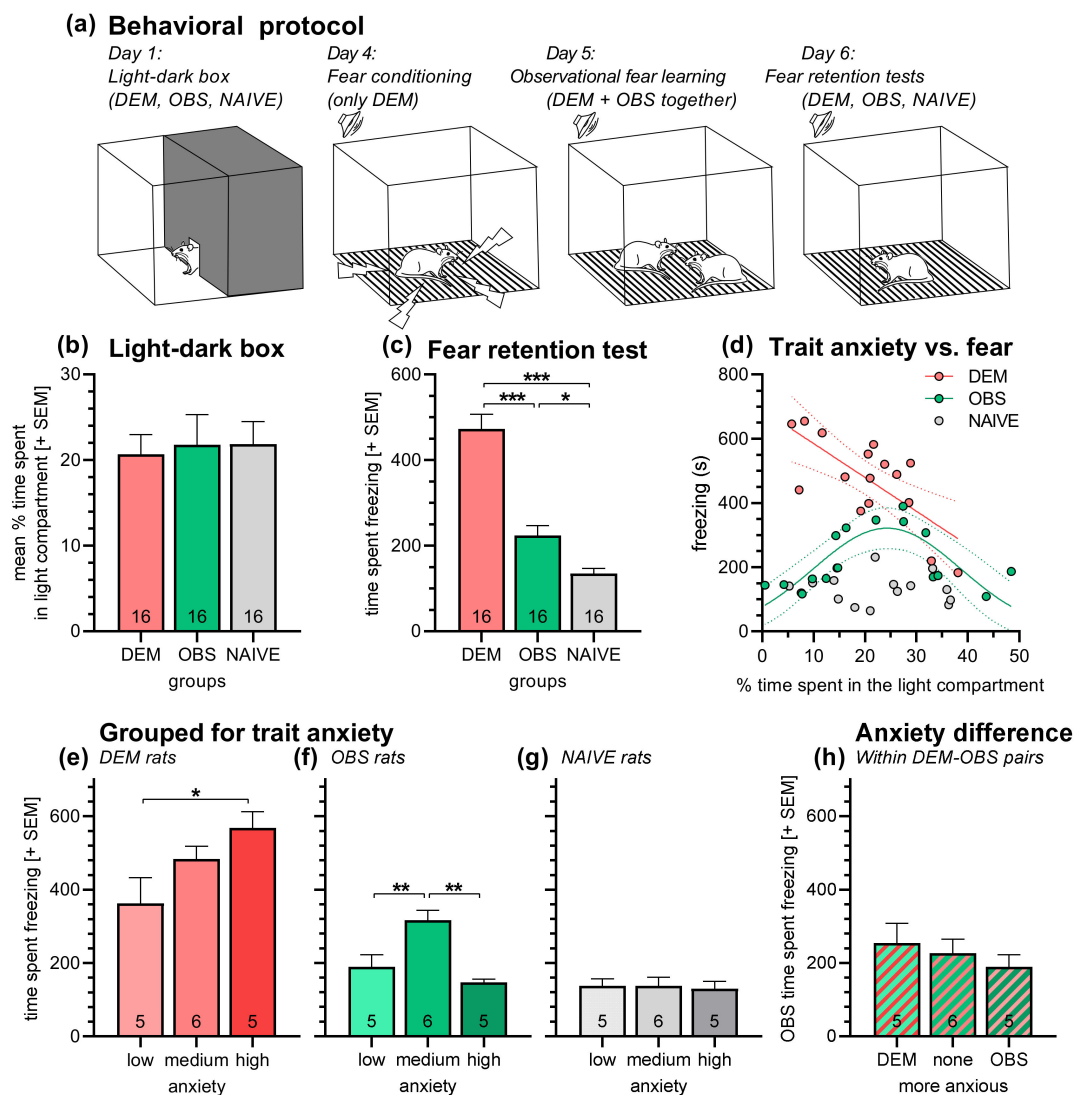 (a) Behavioral protocol
Day 1:
Light-dark box
(DEM, OBS, NAIVE)
Day 4:
Fear conditioning
(only DEM)
Day 5:
Observational fear learning
(DEM + OBS together)
Day 6:
Fear retention tests
(DEM, OBS, NAIVE)
(b) Light-dark box
mean % time spent
in light compartment [+ SEM]
30
20
10
0
16 16 16
DEM OBS NAIVE
groups
(c) Fear retention test
time spent freezing [+ SEM]
600
400
200
0
***
*** *
16 16 16
DEM OBS NAIVE
groups
(d) Trait anxiety vs. fear
freezing (s)
800
600
400
200
0
DEM
OBS
NAIVE
0 10 20 30 40 50
% time spent in the light compartment
Grouped for trait anxiety
(e) DEM rats
time spent freezing [+ SEM]
600
400
200
0
*
5 6 5
low medium high
anxiety
(f) OBS rats
** **
5 6 5
low medium high
anxiety
(g) NAIVE rats
5 6 5
low medium high
anxiety
Anxiety difference
(h) Within DEM-OBS pairs
OBS time spent freezing [+ SEM]
600
400
200
0
5 6 5
DEM none OBS
more anxious